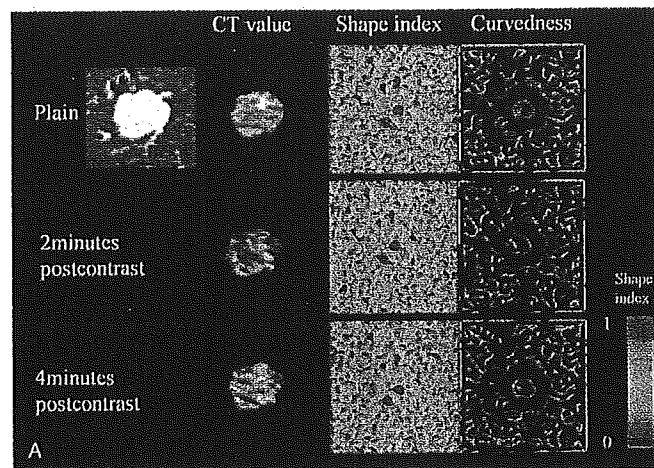 CT value
Shape index
Curvedness
Plain
2minutes
postcontrast
4minutes
postcontrast
Shape
index
1
0
A